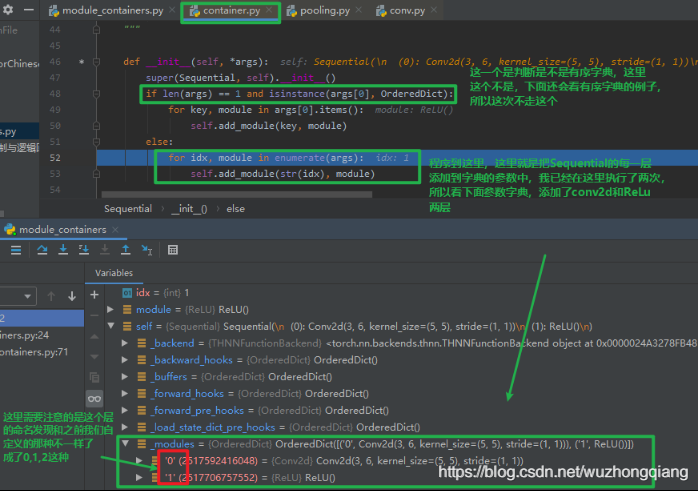 module_containers.py
container.py
pooling.py
conv.py
nFile
orChinese
s.py
制与逻辑
44
"""
45
46 * def __init__(self, *args): self: Sequential(\n (0): Conv2d(3, 6, kernel_size=(5, 5), stride=(1, 1))\n
47 super(Sequential, self).__init__()
48 if len(args) == 1 and isinstance(args[0], OrderedDict):
49 for key, module in args[0].items(): module: ReLU()
50 self.add_module(key, module)
51 else:
52 for idx, module in enumerate(args): idx: 1
53 self.add_module(str(idx), module)
54
这一个是判断是不是有序字典,这里
这个不是,下面还会看有序字典的例子,
所以这次不走这个
程序到这里,这里就是把Sequential的每一层
添加到字典的参数中,我已经在这里执行了两次,
所以看下面参数字典,添加了conv2d和ReLu
两层
Sequential › __init__() › else
module_containers
Variables
2
iners.py:24
ontainers.py:71
idx = {int} 1
module = {ReLU} ReLU()
self = {Sequential} Sequential(\n (0): Conv2d(3, 6, kernel_size=(5, 5), stride=(1, 1))\n (1): ReLU()\n)
_backend = {THNNFunctionBackend} <torch.nn.backends.thnn.THNNFunctionBackend object at 0x0000024A3278FB48
_backward_hooks = {OrderedDict} OrderedDict()
_buffers = {OrderedDict} OrderedDict()
_forward_hooks = {OrderedDict} OrderedDict()
_forward_pre_hooks = {OrderedDict} OrderedDict()
_load_state_dict_pre_hooks = {OrderedDict} OrderedDict()
_modules = {OrderedDict} OrderedDict([('0', Conv2d(3, 6, kernel_size=(5, 5), stride=(1, 1))), ('1', ReLU())])
'0' (2517592416048) = {Conv2d} Conv2d(3, 6, kernel_size=(5, 5), stride=(1, 1))
'1' (2517706757552) = {ReLU} ReLU()
这里需要注意的是这个层
的命名发现和之前我们自
定义的那种不一样了
成了0,1,2这种
https://blog.csdn.net/wuzhongqiang